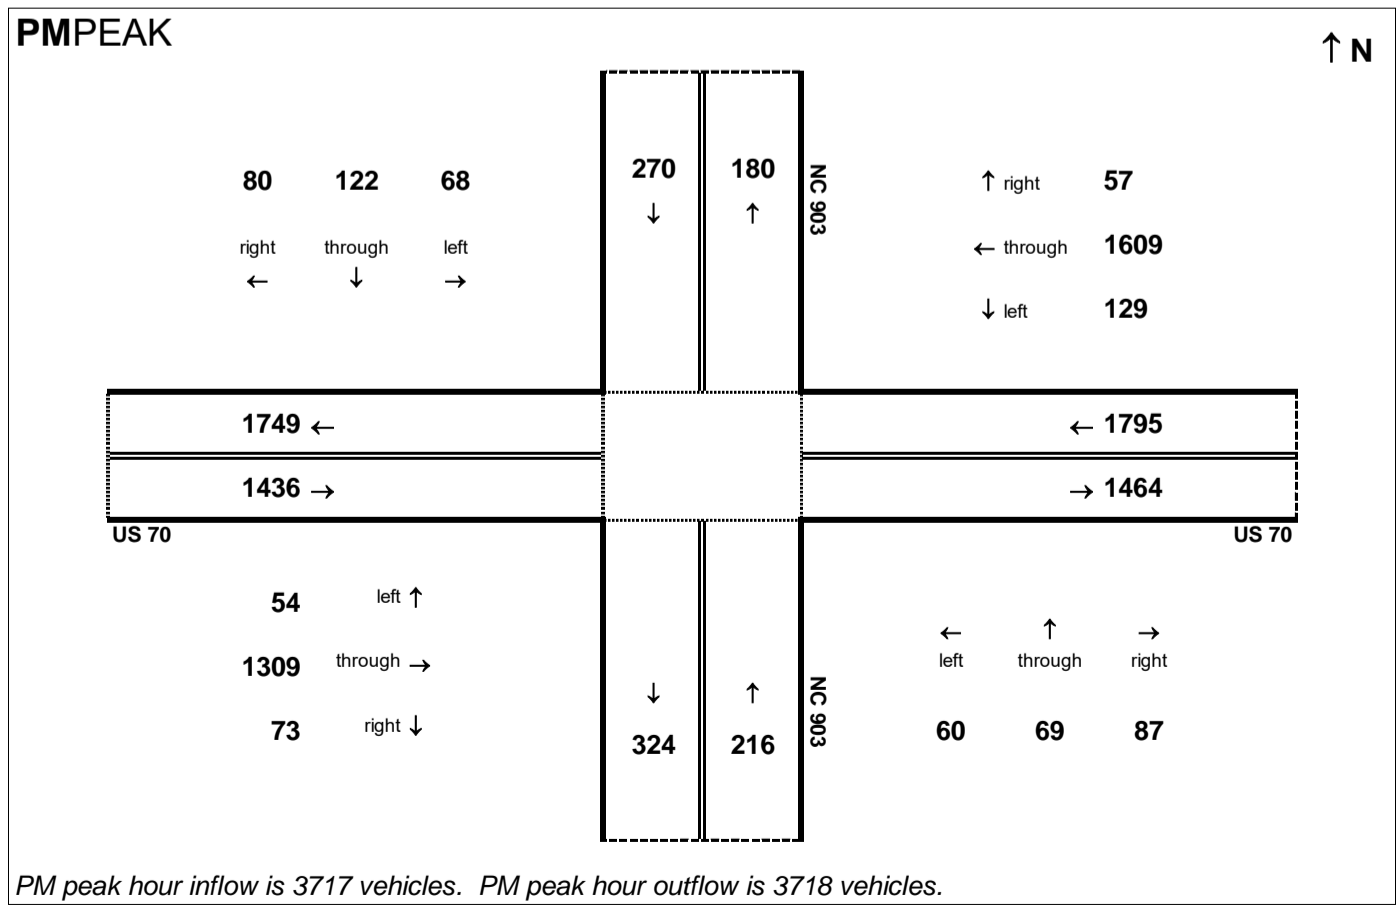 PMPEAK
↑ N
80 122 68
right through left
← ↓ →
270 180
↓ ↑
NC 903
↑ right 57
← through 1609
↓ left 129
1749 ←
1436 →
← 1795
→ 1464
US 70
US 70
54 left ↑
1309 through →
73 right ↓
↓ ↑
324 216
NC 903
← ↑ →
left through right
60 69 87
PM peak hour inflow is 3717 vehicles. PM peak hour outflow is 3718 vehicles.